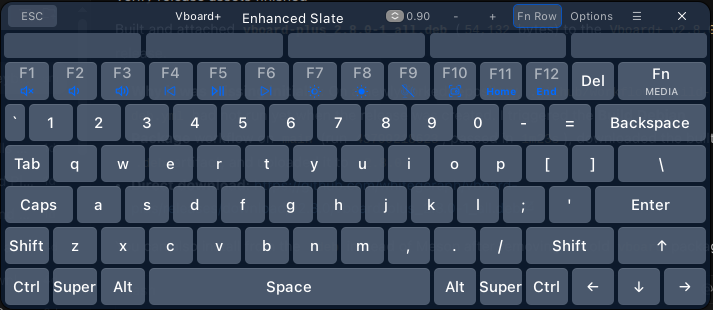 ESC Vboard+ Enhanced Slate 0.90 - + Fn Row Options ☰ ✕
F1 F2 F3 F4 F5 F6 F7 F8 F9 F10 F11 F12 Del Fn
Home End MEDIA
` 1 2 3 4 5 6 7 8 9 0 - = Backspace
Tab q w e r t y u i o p [ ] \
Caps a s d f g h j k l ; ' Enter
Shift z x c v b n m , . / Shift ↑
Ctrl Super Alt Space Alt Super Ctrl ← ↓ →